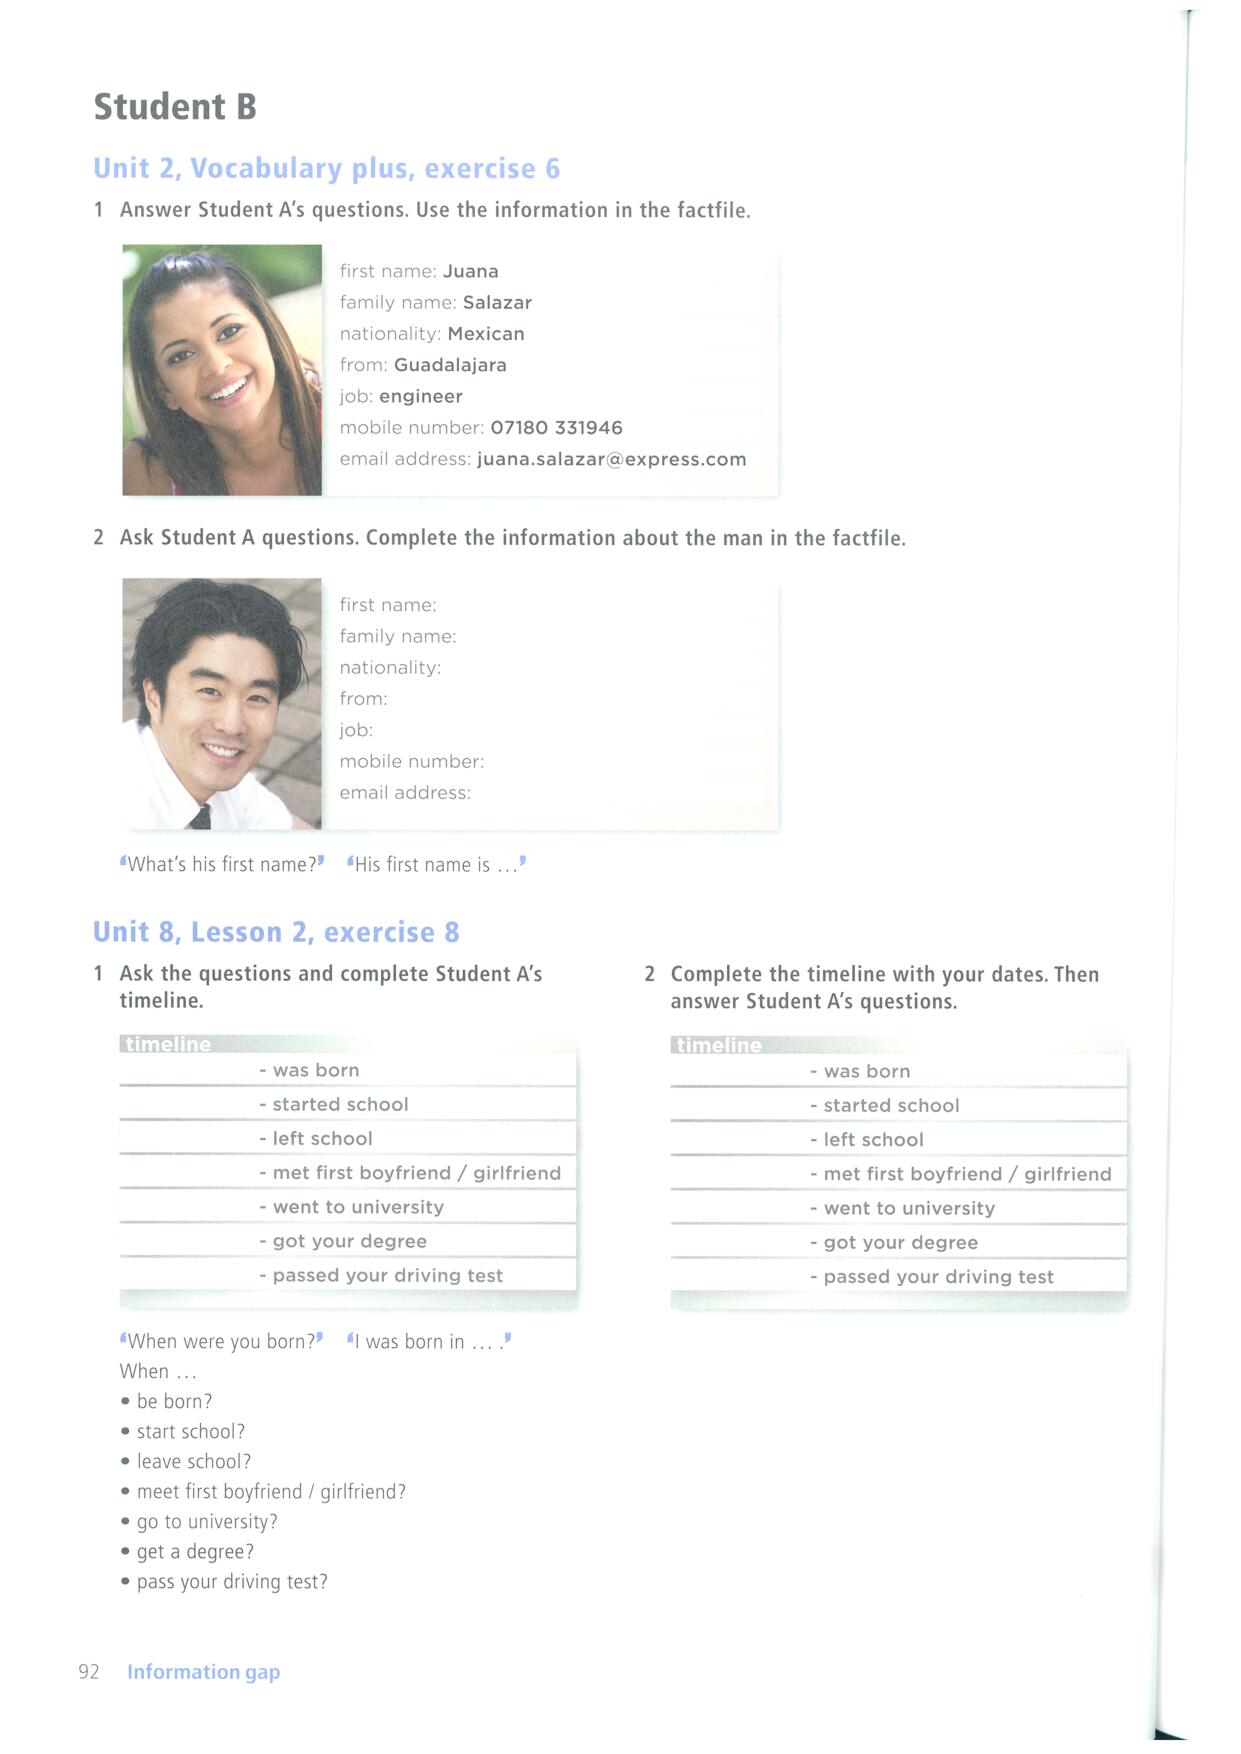 Student B
Unit 2, Vocabulary plus, exercise 6
1 Answer Student A's questions. Use the information in the factfile.
first name: Juana
family name: Salazar
nationality: Mexican
from: Guadalajara
job: engineer
mobile number: 07180 331946
email address: juana.salazar@express.com
2 Ask Student A questions. Complete the information about the man in the factfile.
first name:
family name:
nationality:
from:
job:
mobile number:
email address:
‘What's his first name?’ ‘His first name is ...’
Unit 8, Lesson 2, exercise 8
1 Ask the questions and complete Student A's
timeline.
timeline
- was born
- started school
- left school
- met first boyfriend / girlfriend
- went to university
- got your degree
- passed your driving test
‘When were you born?’ ‘I was born in ... .’
When ...
• be born?
• start school?
• leave school?
• meet first boyfriend / girlfriend?
• go to university?
• get a degree?
• pass your driving test?
2 Complete the timeline with your dates. Then
answer Student A's questions.
timeline
- was born
- started school
- left school
- met first boyfriend / girlfriend
- went to university
- got your degree
- passed your driving test
92 Information gap